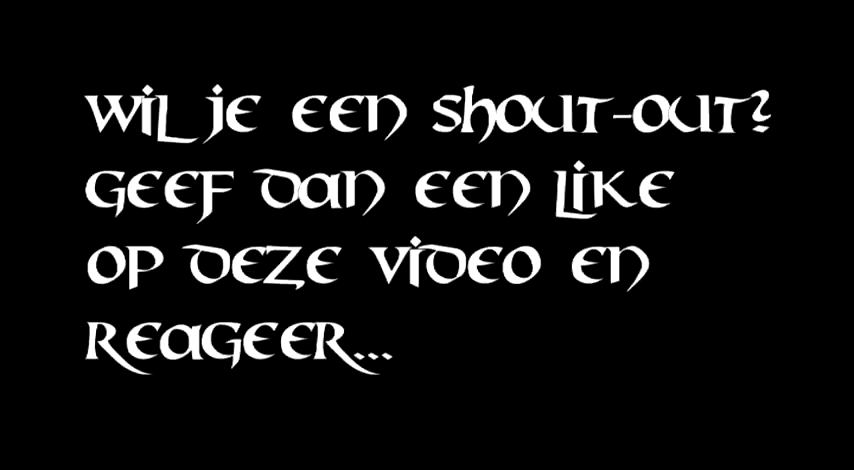 Wil je een shout-out?
Geef dan een like
op deze video en
reageer...